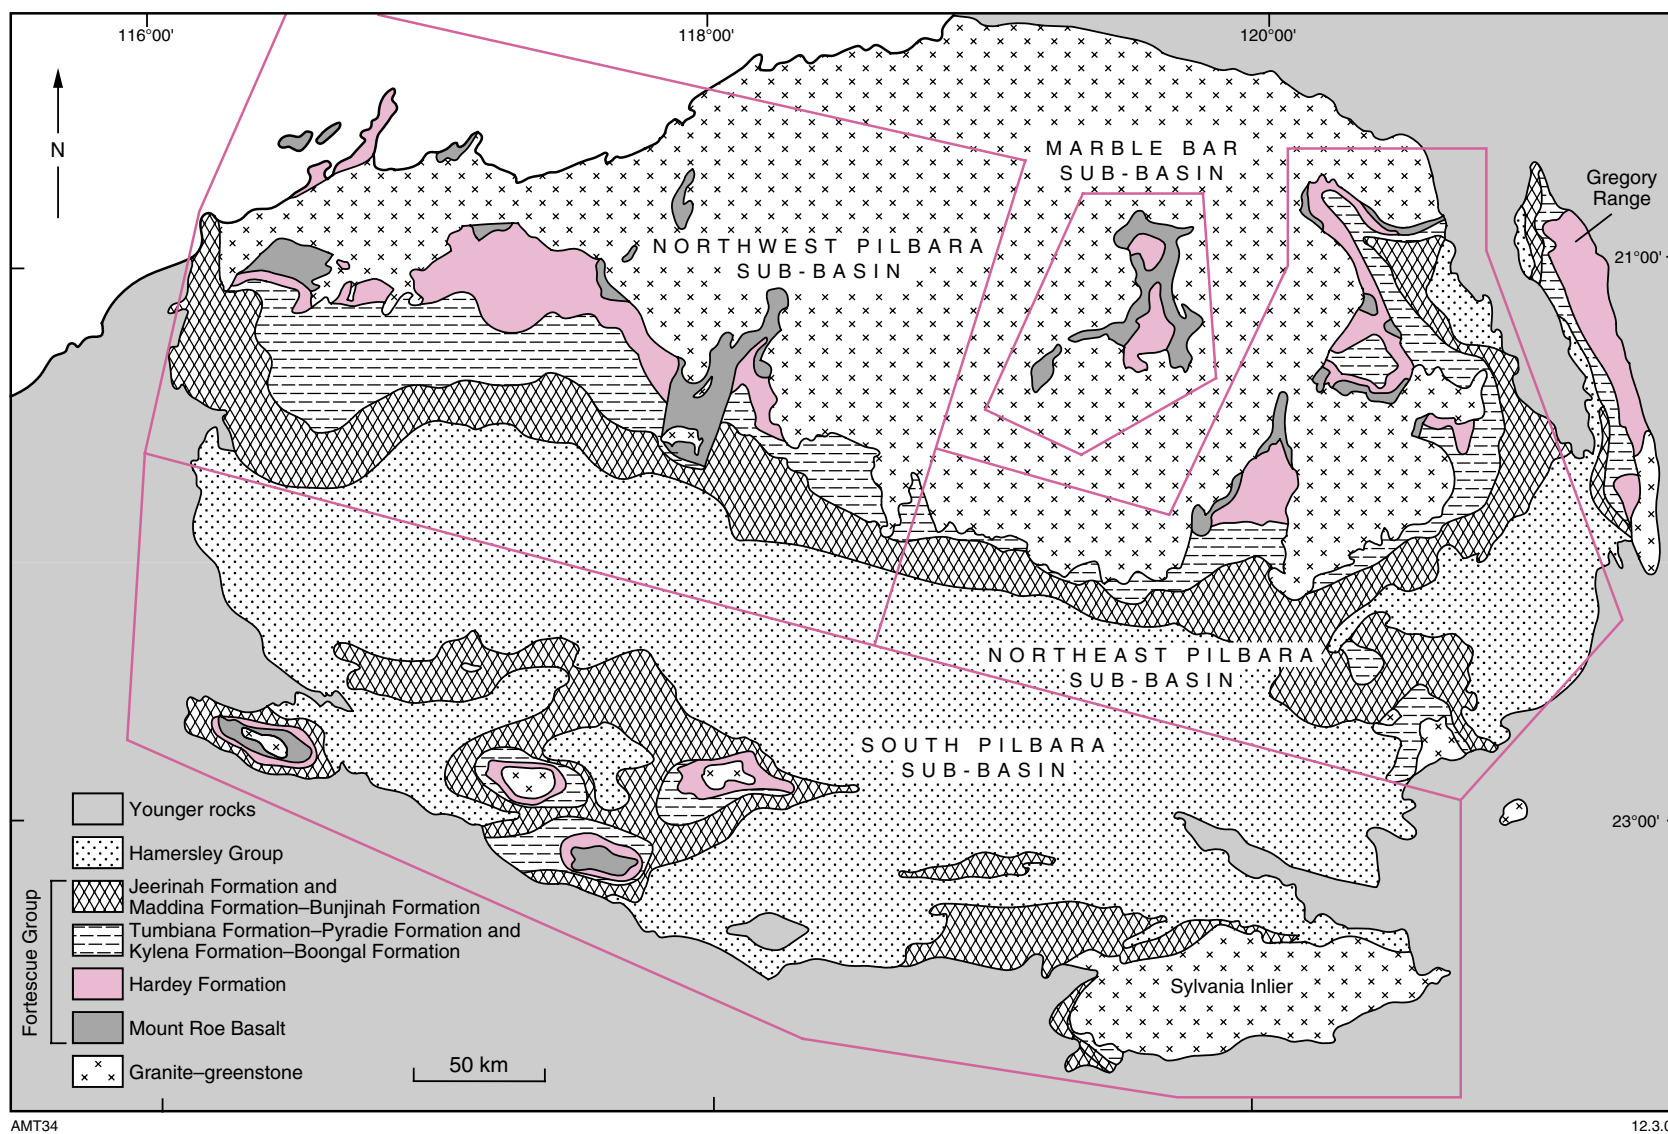 116°00'
118°00'
120°00'
N
MARBLE BAR
SUB-BASIN
Gregory
Range
NORTHWEST PILBARA
SUB-BASIN
21°00'
NORTHEAST PILBARA
SUB-BASIN
SOUTH PILBARA
SUB-BASIN
23°00'
Younger rocks
Hamersley Group
Jeerinah Formation and
Maddina Formation–Bunjinah Formation
Tumbiana Formation–Pyradie Formation and
Kylena Formation–Boongal Formation
Hardey Formation
Mount Roe Basalt
Granite–greenstone
Fortescue Group
50 km
Sylvania Inlier
AMT34